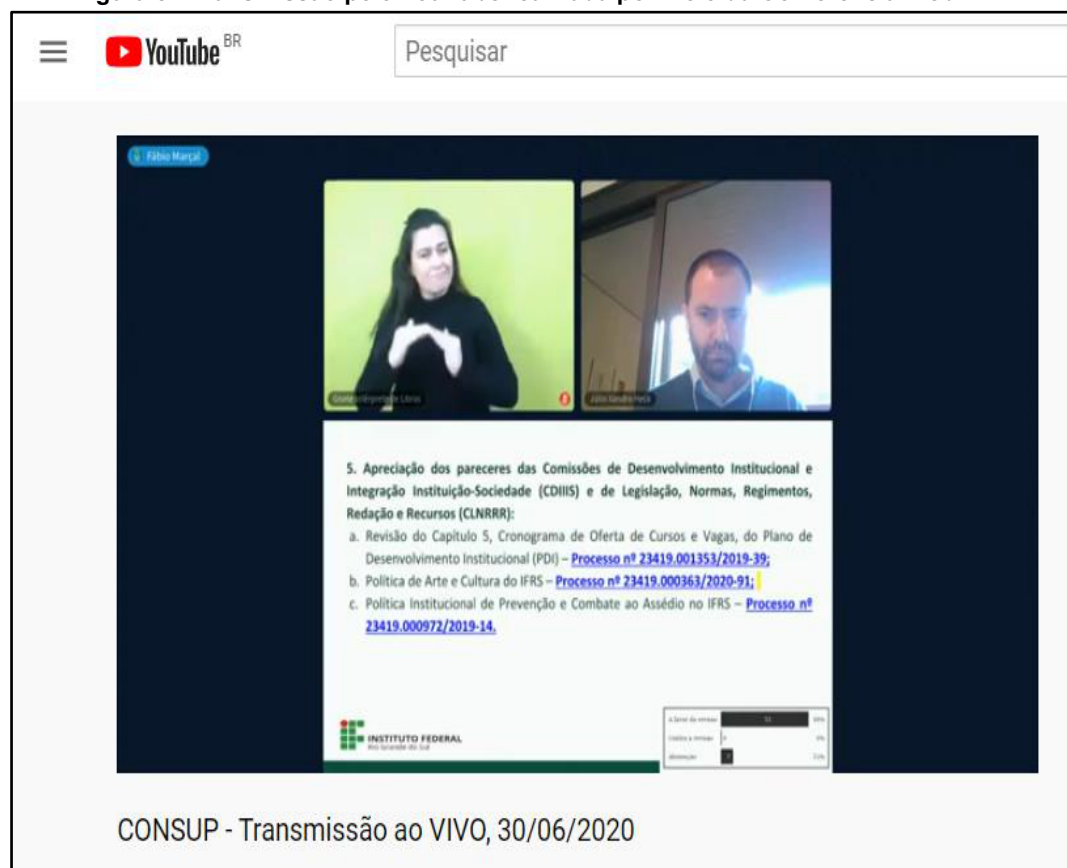 YouTube BR
Pesquisar
Fábio Marçal
Intérprete de Libras
5. Apreciação dos pareceres das Comissões de Desenvolvimento Institucional e
Integração Instituição-Sociedade (CDIIIS) e de Legislação, Normas, Regimentos,
Redação e Recursos (CLNRRR):
a. Revisão do Capítulo 5, Cronograma de Oferta de Cursos e Vagas, do Plano de
Desenvolvimento Institucional (PDI) – Processo nº 23419.001353/2019-39;
b. Política de Arte e Cultura do IFRS – Processo nº 23419.000363/2020-91;
c. Política Institucional de Prevenção e Combate ao Assédio no IFRS – Processo nº
23419.000972/2019-14.
INSTITUTO FEDERAL
Rio Grande do Sul
Abstenção
CONSUP - Transmissão ao VIVO, 30/06/2020